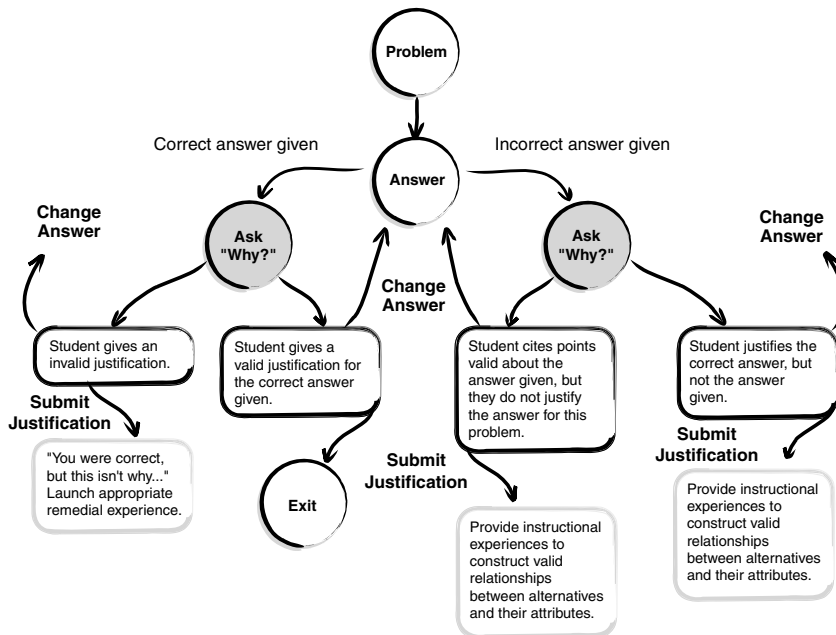 Problem
Correct answer given
Incorrect answer given
Answer
Change
Answer
Ask
"Why?"
Change
Answer
Ask
"Why?"
Change
Answer
Student gives an
invalid justification.
Student gives a
valid justification for
the correct answer
given.
Student cites points
valid about the
answer given, but
they do not justify
the answer for this
problem.
Student justifies the
correct answer, but
not the answer
given.
Submit
Justification
"You were correct,
but this isn't why..."
Launch appropriate
remedial experience.
Exit
Submit
Justification
Provide instructional
experiences to
construct valid
relationships
between alternatives
and their attributes.
Submit
Justification
Provide instructional
experiences to
construct valid
relationships
between alternatives
and their attributes.